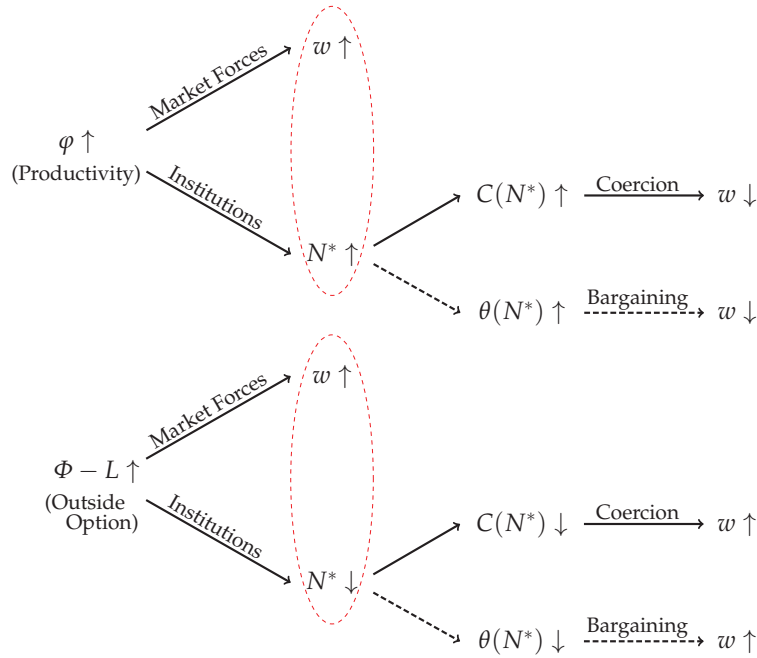 w ↑
Market Forces
φ ↑
(Productivity)
Institutions
C(N*) ↑
Coercion
w ↓
N* ↑
θ(N*) ↑
Bargaining
w ↓
w ↑
Market Forces
Φ − L ↑
(Outside
Option)
Institutions
C(N*) ↓
Coercion
w ↑
N* ↓
θ(N*) ↓
Bargaining
w ↑